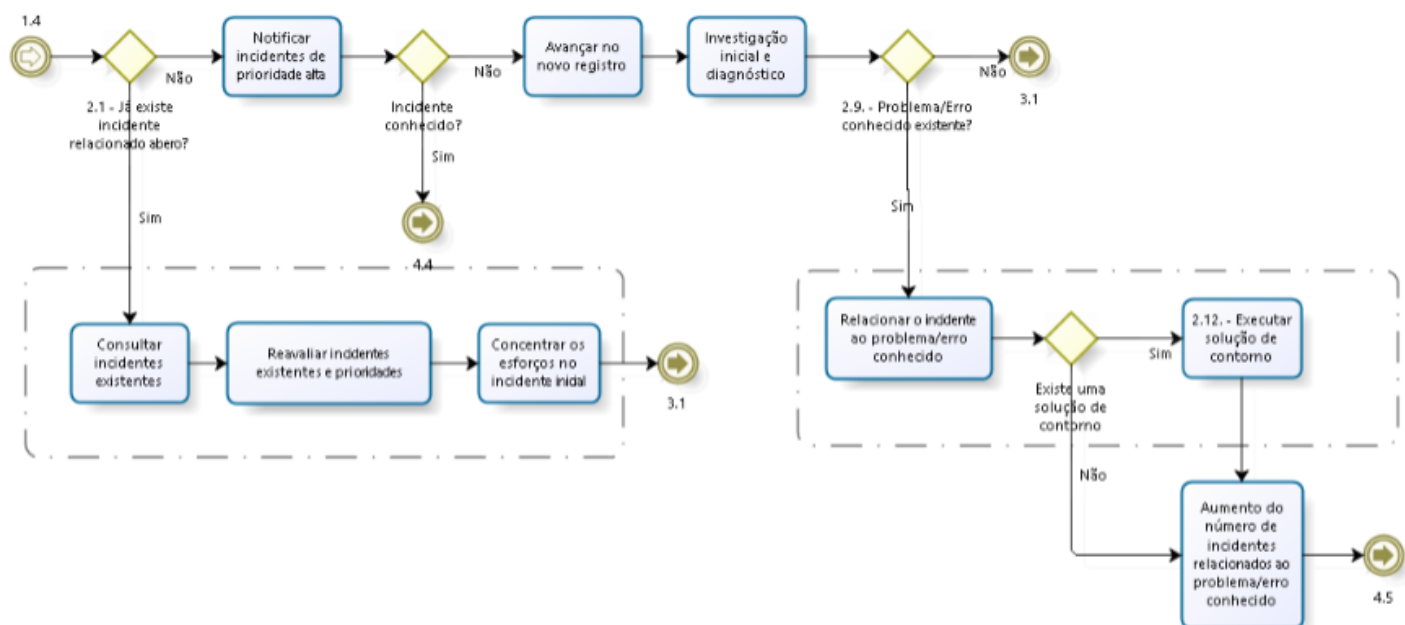 1.4
Não
2.1 - Já existe
incidente
relacionado abero?
Sim
Notificar
incidentes de
prioridade alta
Incidente
conhecido?
Não
Sim
4.4
Avançar no
novo registro
Investigação
inicial e
diagnóstico
2.9. - Problema/Erro
conhecido existente?
Não
3.1
Sim
Consultar
incidentes
existentes
Reavaliar incidentes
existentes e prioridades
Concentrar os
esforços no
incidente inicial
3.1
Relacionar o incidente
ao problema/erro
conhecido
Existe uma
solução de
contorno
Sim
Não
2.12. - Executar
solução de
contorno
Aumento do
número de
incidentes
relacionados ao
problema/erro
conhecido
4.5